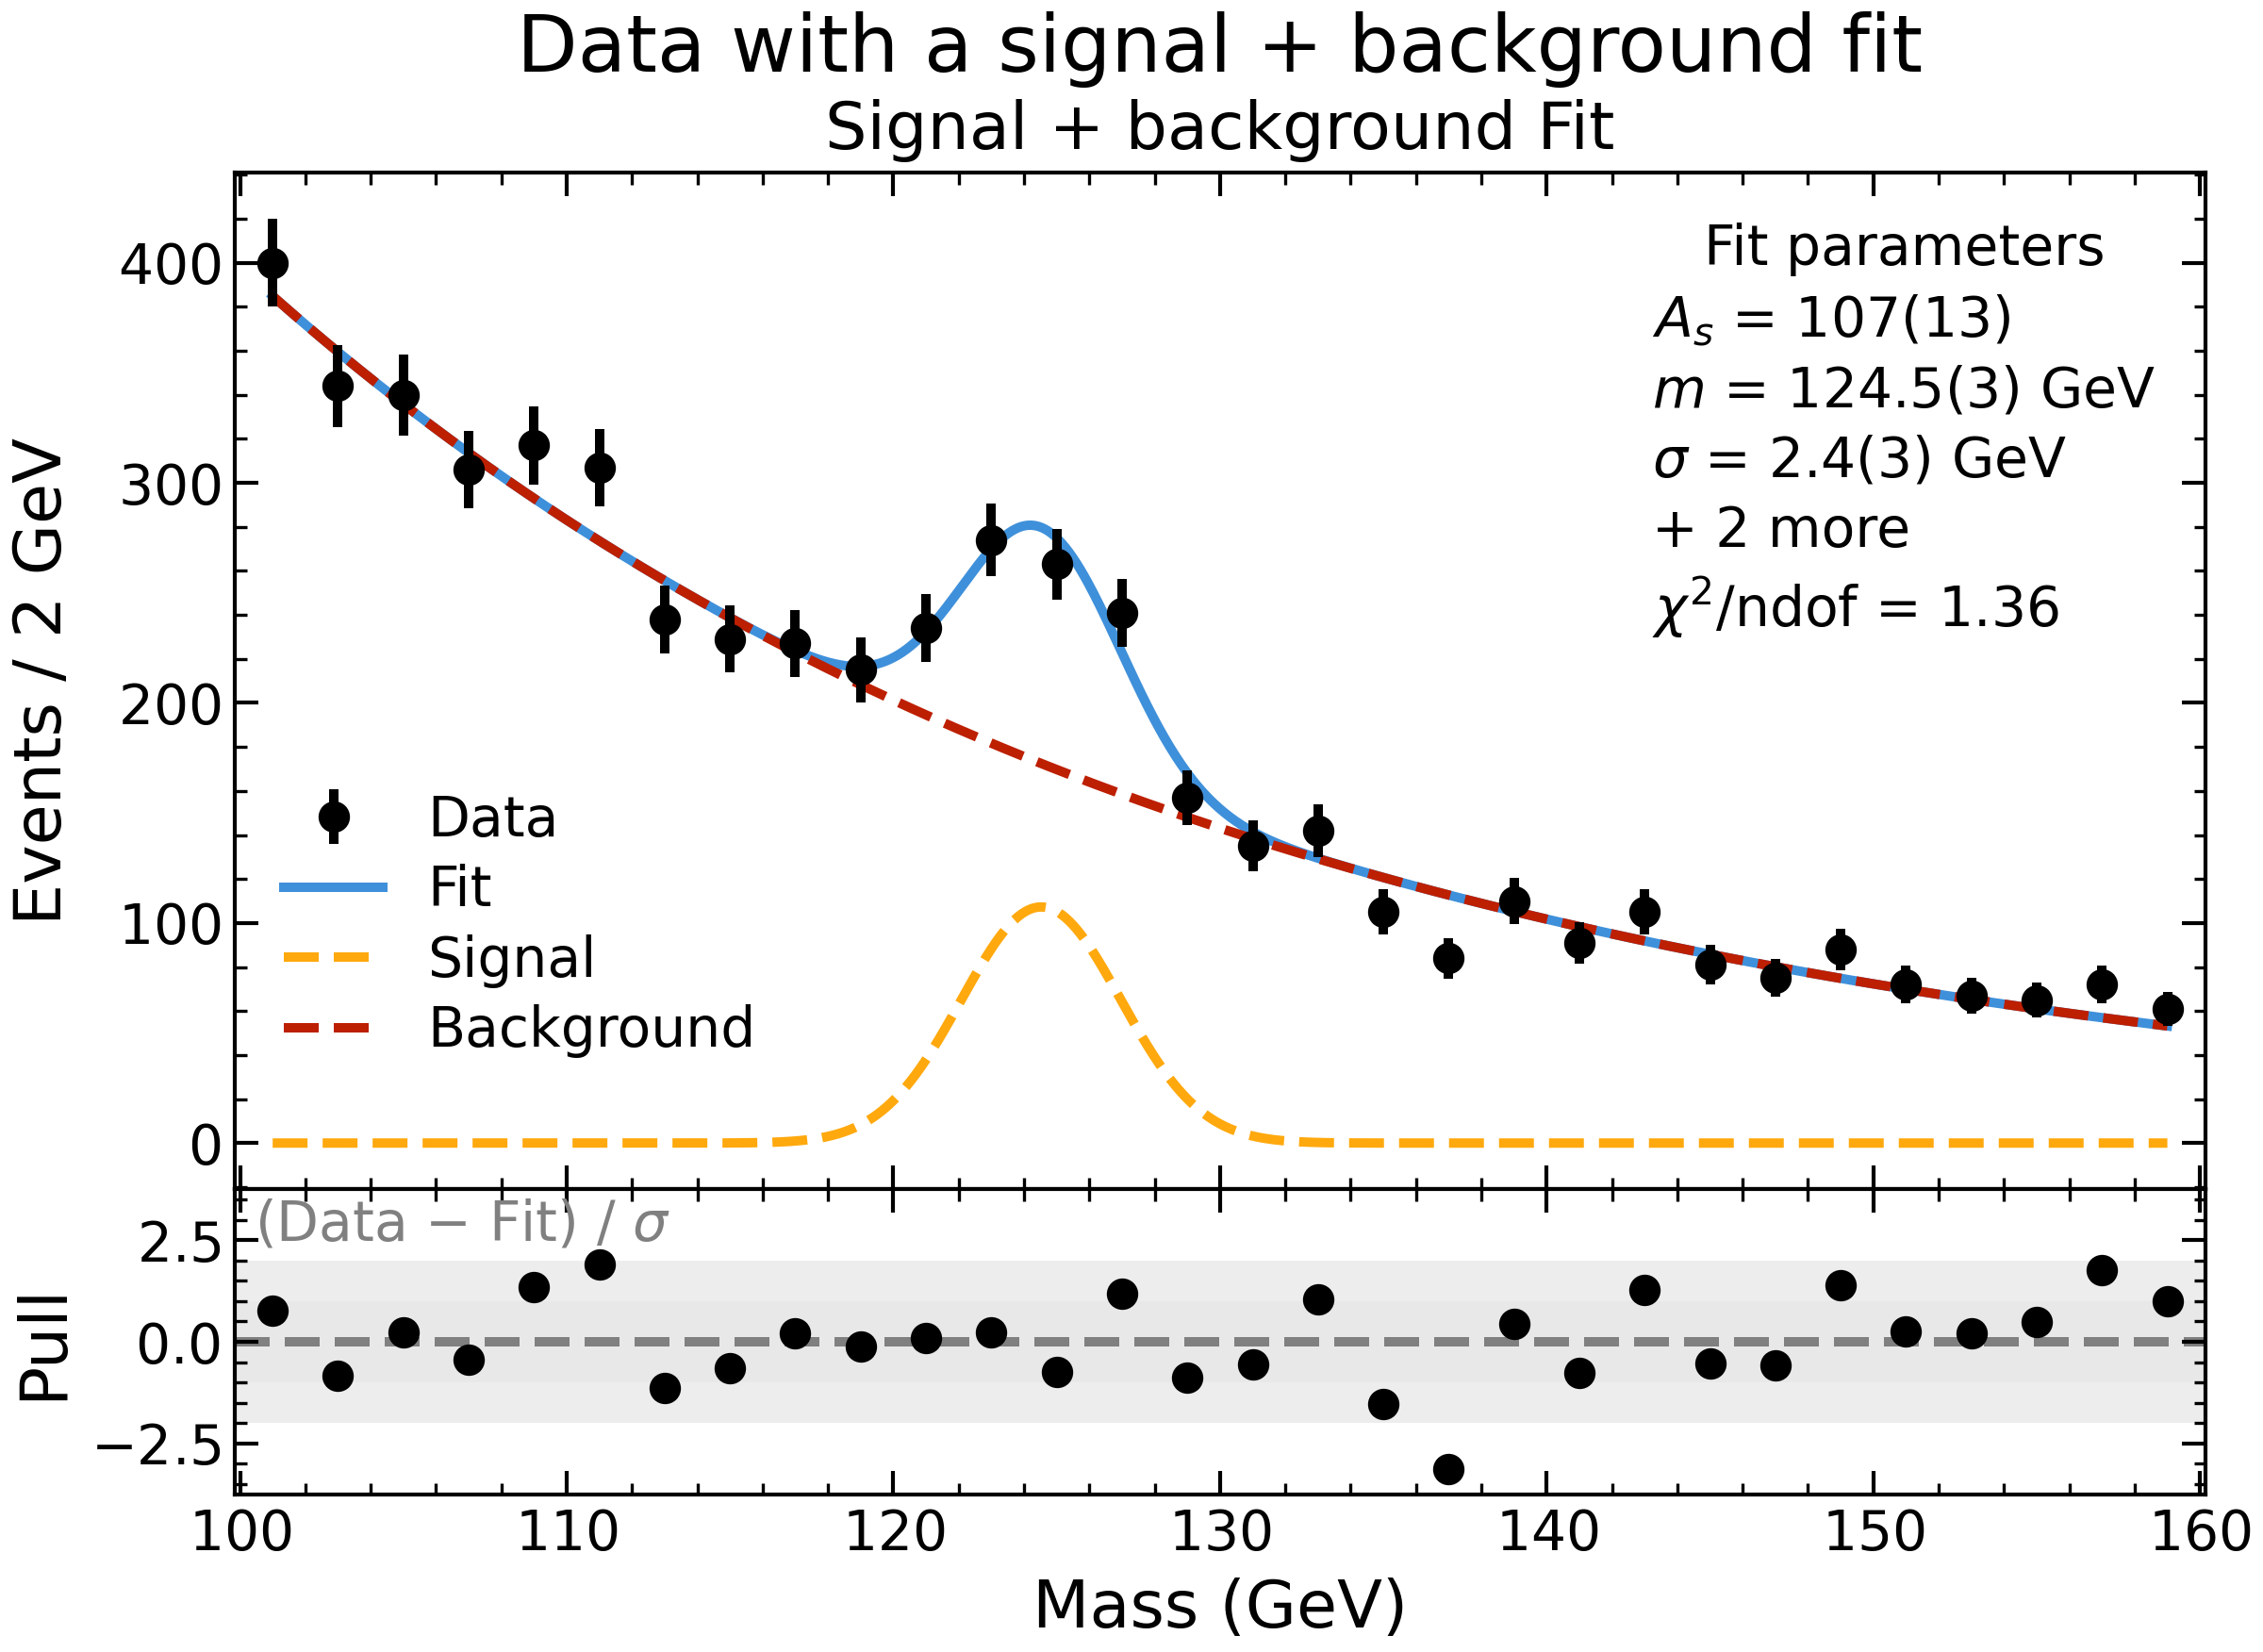 Data with a signal + background fit
Signal + background Fit
Events / 2 GeV
400
300
200
100
0
Fit parameters
A_s = 107(13)
m = 124.5(3) GeV
σ = 2.4(3) GeV
+ 2 more
χ²/ndof = 1.36
Data
Fit
Signal
Background
Pull
(Data − Fit) / σ
2.5
0.0
−2.5
100 110 120 130 140 150 160
Mass (GeV)